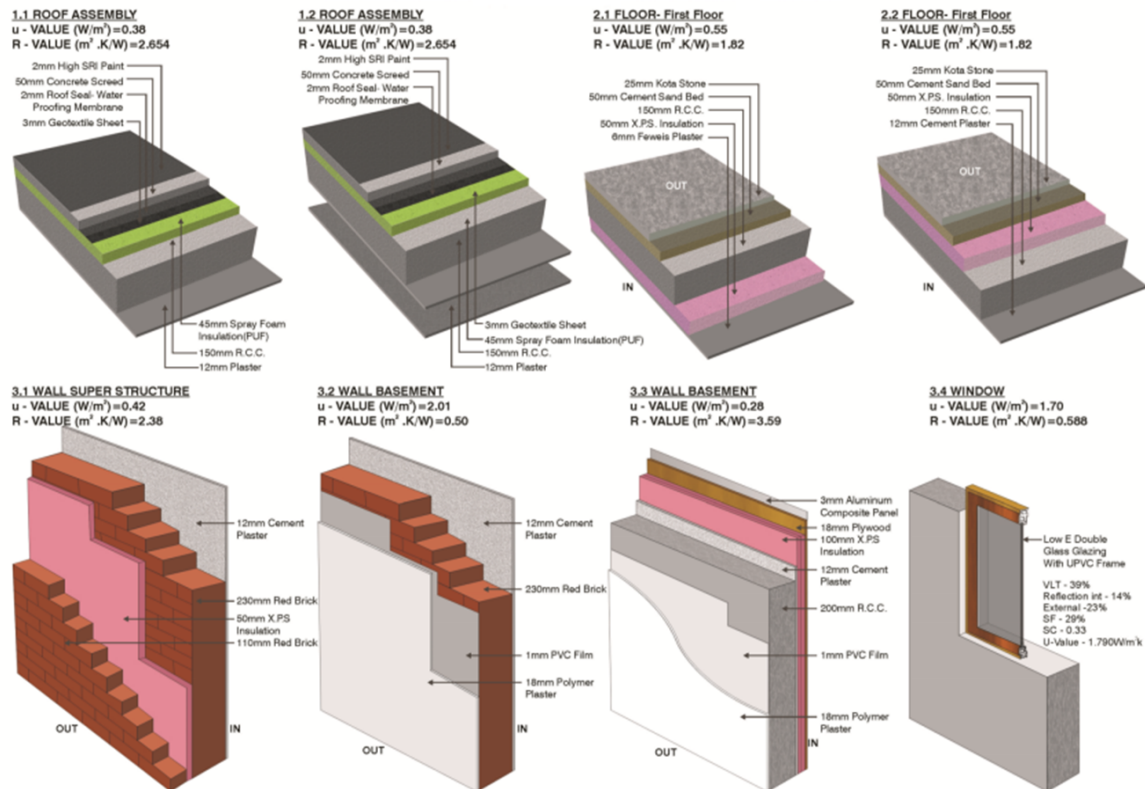 1.1 ROOF ASSEMBLY
u - VALUE (W/m²)=0.38
R - VALUE (m² .K/W)=2.654
2mm High SRI Paint
50mm Concrete Screed
2mm Roof Seal- Water
Proofing Membrane
3mm Geotextile Sheet
45mm Spray Foam
Insulation(PUF)
150mm R.C.C.
12mm Plaster
1.2 ROOF ASSEMBLY
u - VALUE (W/m²)=0.38
R - VALUE (m² .K/W)=2.654
2mm High SRI Paint
50mm Concrete Screed
2mm Roof Seal- Water
Proofing Membrane
3mm Geotextile Sheet
45mm Spray Foam Insulation(PUF)
150mm R.C.C.
12mm Plaster
2.1 FLOOR- First Floor
u - VALUE (W/m²)=0.55
R - VALUE (m² .K/W)=1.82
25mm Kota Stone
50mm Cement Sand Bed
150mm R.C.C.
50mm X.P.S. Insulation
6mm Feweis Plaster
OUT
IN
2.2 FLOOR- First Floor
u - VALUE (W/m²)=0.55
R - VALUE (m² .K/W)=1.82
25mm Kota Stone
50mm Cement Sand Bed
50mm X.P.S. Insulation
150mm R.C.C.
12mm Cement Plaster
OUT
IN
3.1 WALL SUPER STRUCTURE
u - VALUE (W/m²)=0.42
R - VALUE (m² .K/W)=2.38
12mm Cement
Plaster
230mm Red Brick
50mm X.P.S
Insulation
110mm Red Brick
OUT
IN
3.2 WALL BASEMENT
u - VALUE (W/m²)=2.01
R - VALUE (m² .K/W)=0.50
12mm Cement
Plaster
230mm Red Brick
1mm PVC Film
18mm Polymer
Plaster
OUT
IN
3.3 WALL BASEMENT
u - VALUE (W/m²)=0.28
R - VALUE (m² .K/W)=3.59
3mm Aluminum
Composite Panel
18mm Plywood
100mm X.P.S
Insulation
12mm Cement
Plaster
200mm R.C.C.
1mm PVC Film
18mm Polymer
Plaster
OUT
IN
3.4 WINDOW
u - VALUE (W/m²)=1.70
R - VALUE (m² .K/W)=0.588
Low E Double
Glass Glazing
With UPVC Frame
VLT - 39%
Reflection int - 14%
External -23%
SF - 29%
SC - 0.33
U-Value - 1.790W/m²k